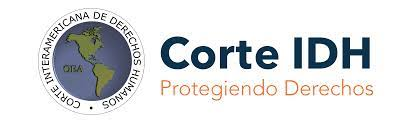 CORTE INTERAMERICANA DE DERECHOS HUMANOS
OEA
Corte IDH
Protegiendo Derechos